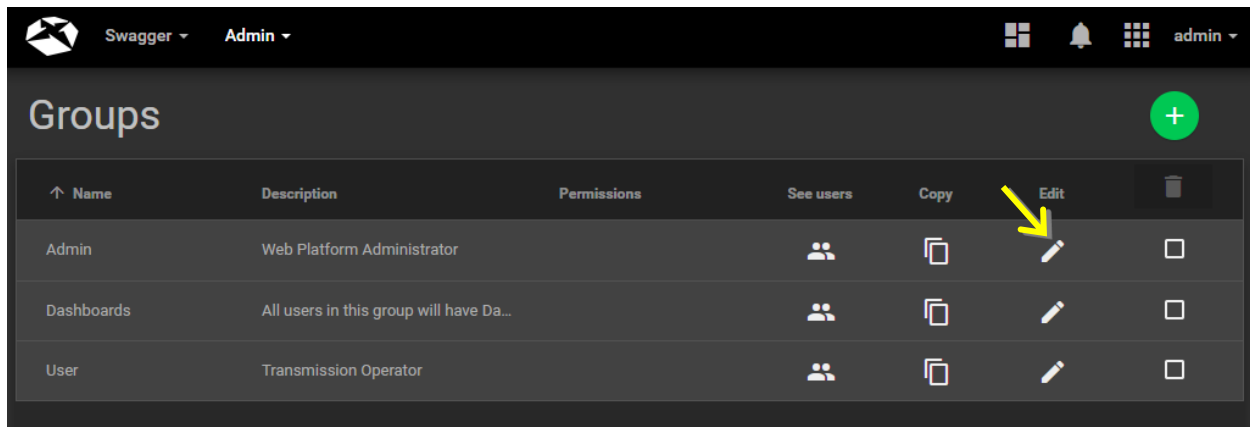 Swagger Admin admin
Groups
Name Description Permissions See users Copy Edit
Admin Web Platform Administrator
Dashboards All users in this group will have Da...
User Transmission Operator